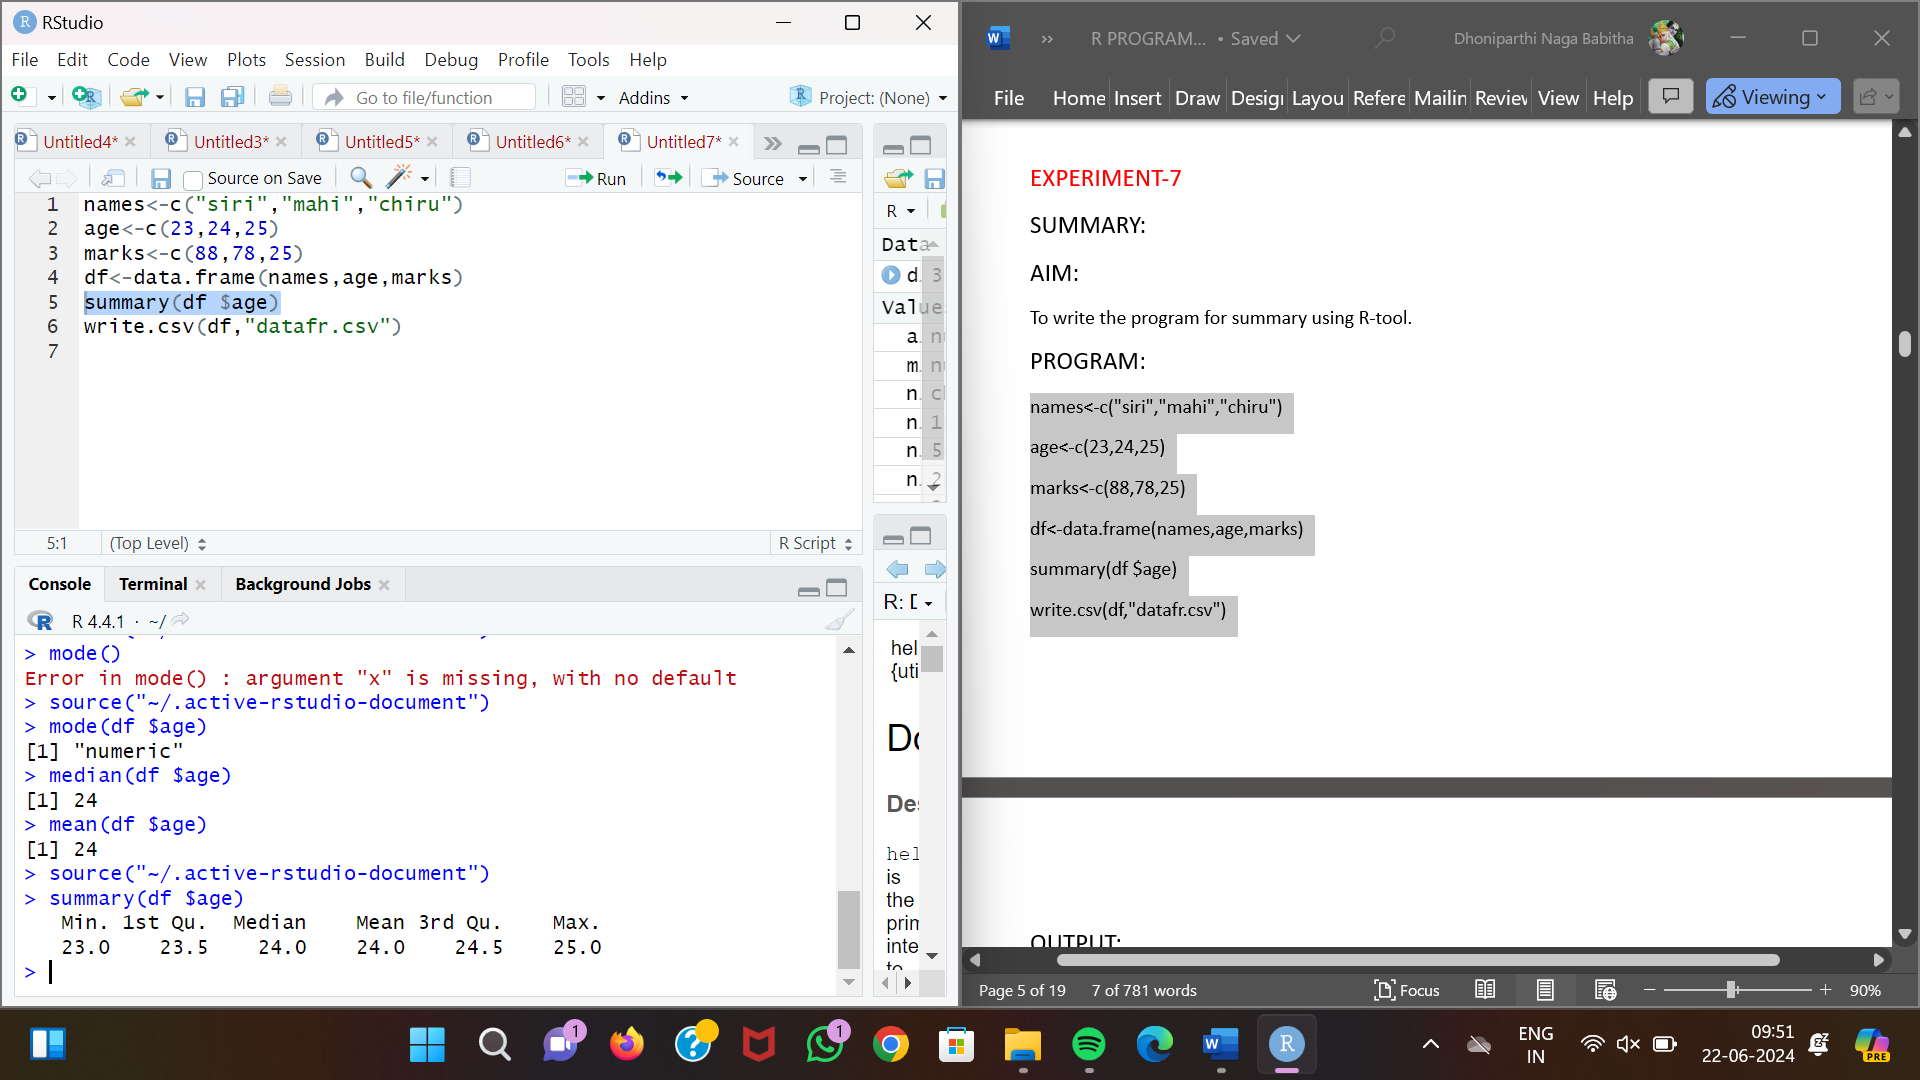 RStudio
File Edit Code View Plots Session Build Debug Profile Tools Help
Go to file/function Addins Project: (None)
Untitled4* Untitled3* Untitled5* Untitled6* Untitled7*
Source on Save Run Source
1 names<-c("siri","mahi","chiru")
2 age<-c(23,24,25)
3 marks<-c(88,78,25)
4 df<-data.frame(names,age,marks)
5 summary(df $age)
6 write.csv(df,"datafr.csv")
7
5:1 (Top Level) R Script
Console Terminal Background Jobs
R 4.4.1 · ~/
> mode()
Error in mode() : argument "x" is missing, with no default
> source("~/.active-rstudio-document")
> mode(df $age)
[1] "numeric"
> median(df $age)
[1] 24
> mean(df $age)
[1] 24
> source("~/.active-rstudio-document")
> summary(df $age)
Min. 1st Qu. Median Mean 3rd Qu. Max.
23.0 23.5 24.0 24.0 24.5 25.0
>
R
Data
d. 3
Value
a. n
m. n
n. c
n. 1
n. 5
n. 2
R: D
hel
{uti
Do
Des
hel
is
the
prim
inte
to
R PROGRAM... • Saved Dhoniparthi Naga Babitha
File Home Insert Draw Design Layou Refere Mailin Review View Help Viewing
EXPERIMENT-7
SUMMARY:
AIM:
To write the program for summary using R-tool.
PROGRAM:
names<-c("siri","mahi","chiru")
age<-c(23,24,25)
marks<-c(88,78,25)
df<-data.frame(names,age,marks)
summary(df $age)
write.csv(df,"datafr.csv")
OUTPUT:
Page 5 of 19 7 of 781 words Focus 90%
1 1 ENG
IN
09:51
22-06-2024
PRE